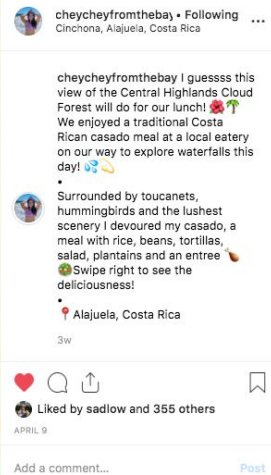 cheycheyfromthebay • Following
Cinchona, Alajuela, Costa Rica
cheycheyfromthebay I guessss this
view of the Central Highlands Cloud
Forest will do for our lunch! 🌺🌴
We enjoyed a traditional Costa
Rican casado meal at a local eatery
on our way to explore waterfalls this
day! 💦💫
•
Surrounded by toucanets,
hummingbirds and the lushest
scenery I devoured my casado, a
meal with rice, beans, tortillas,
salad, plantains and an entree 🍗
🥗Swipe right to see the
deliciousness!
•
📍Alajuela, Costa Rica
3w
Liked by sadlow and 355 others
APRIL 9
Add a comment...
Post